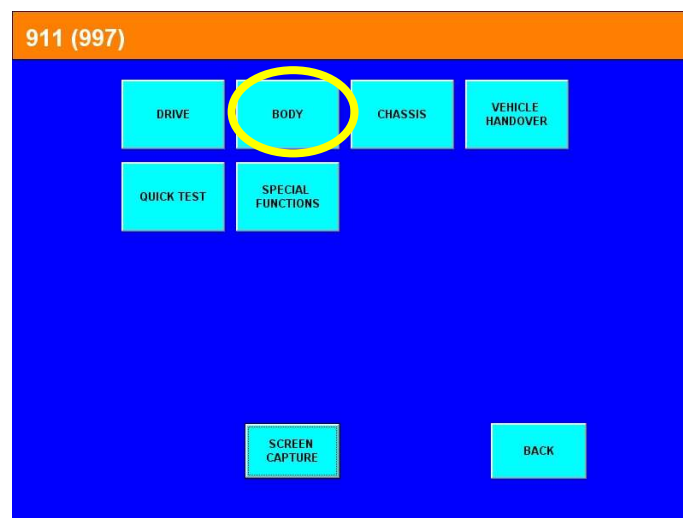 911 (997)
DRIVE
BODY
CHASSIS
VEHICLE
HANDOVER
QUICK TEST
SPECIAL
FUNCTIONS
SCREEN
CAPTURE
BACK